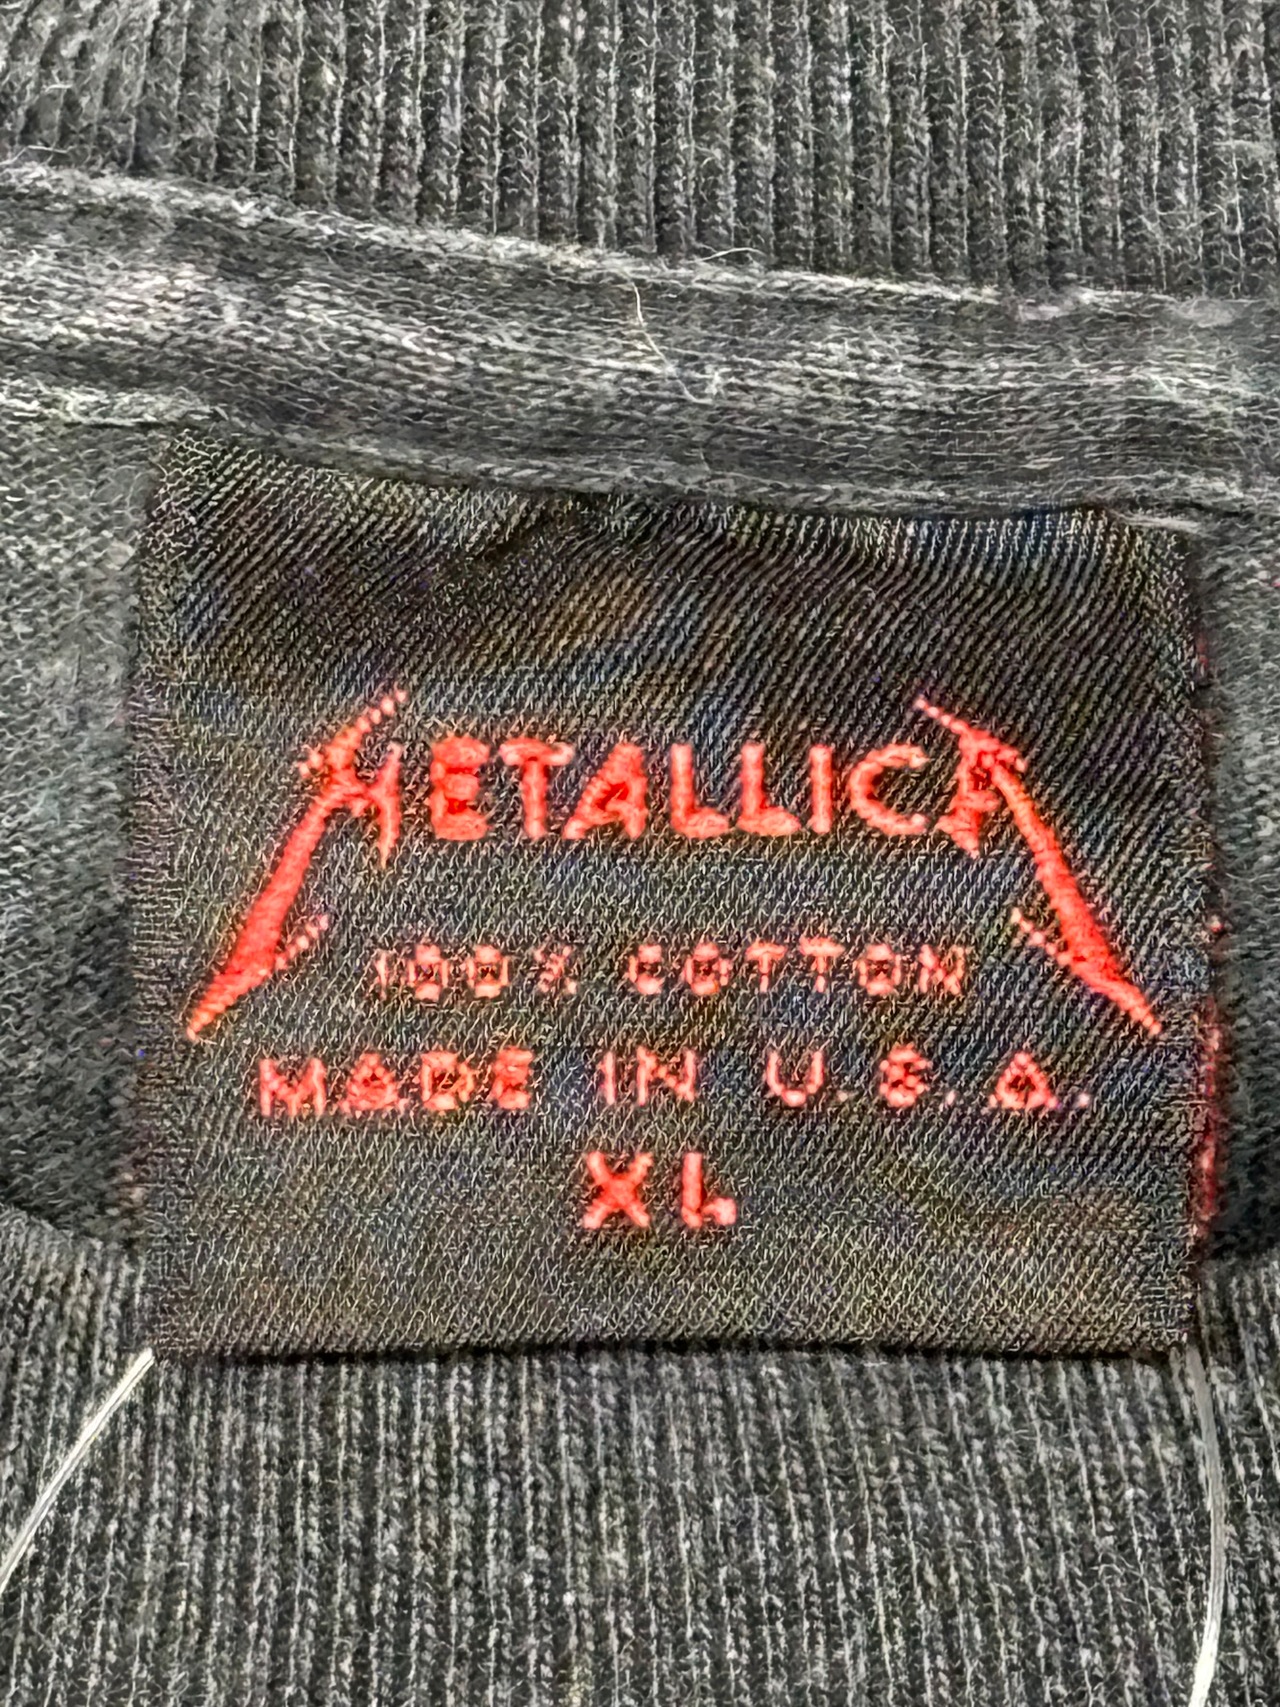 METALLICA
100% COTTON
MADE IN U.S.A.
XL